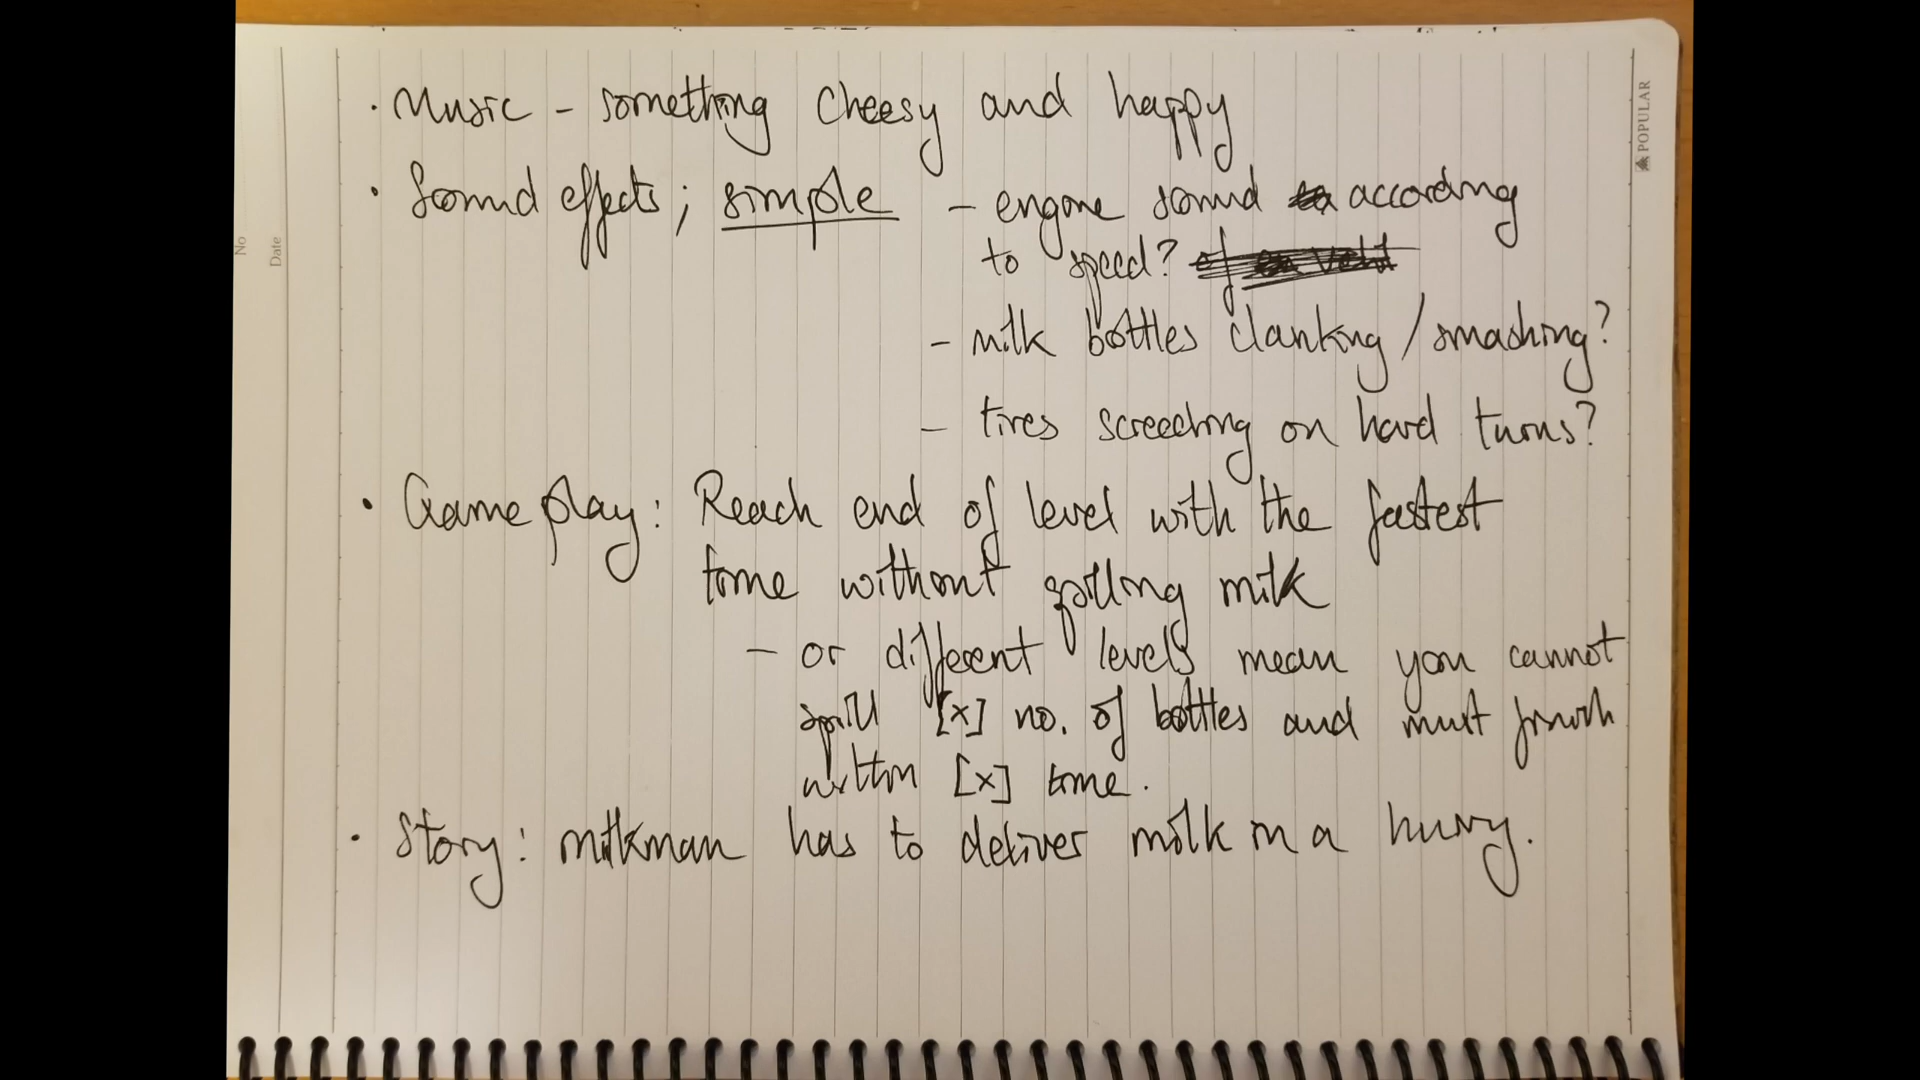 · Music - something cheesy and happy
· Sound effects; simple - engine sound according
to speed?
- milk bottles clanking / smashing?
- tires screeching on hard turns?
· Gameplay: Reach end of level with the fastest
time without spilling milk
- or different levels mean you cannot
spill [x] no. of bottles and must finish
within [x] time.
· Story: milkman has to deliver milk in a hurry.
No
Date
POPULAR